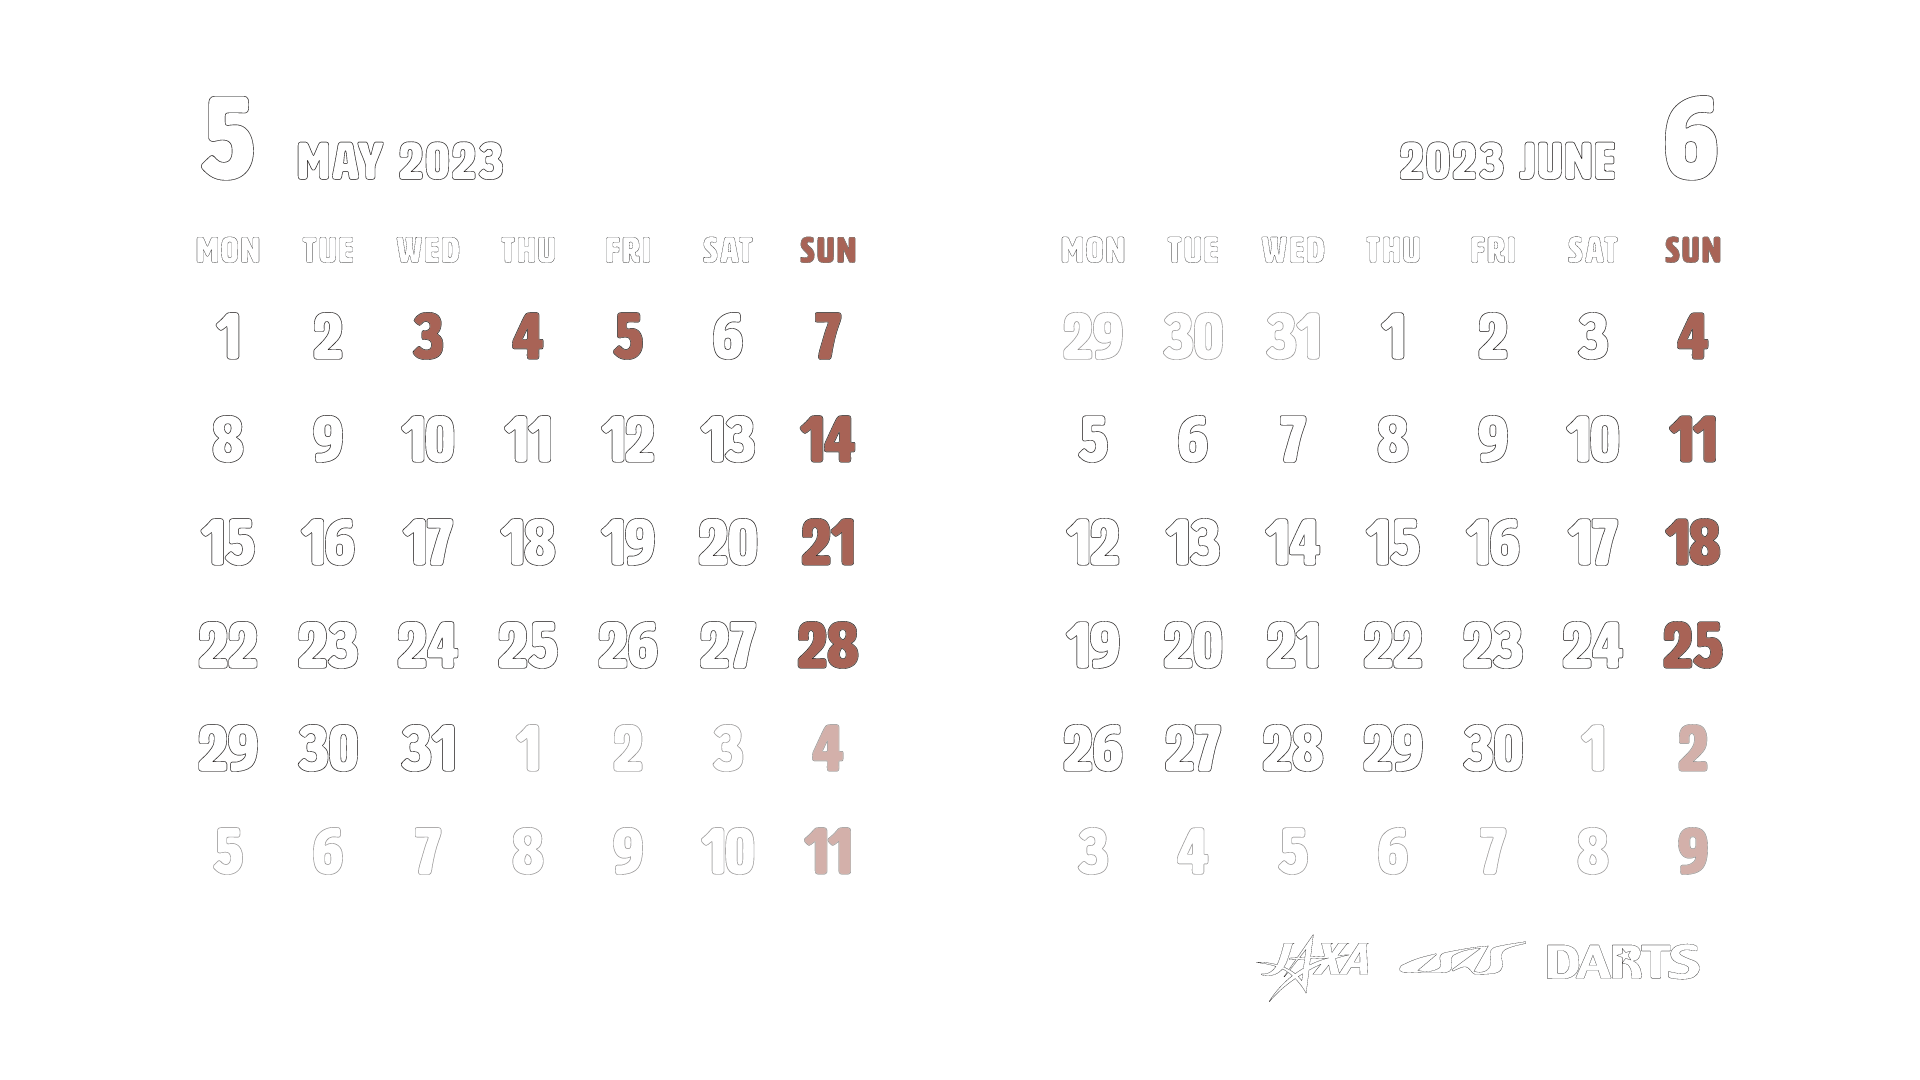 5 MAY 2023
MON TUE WED THU FRI SAT SUN
1 2 3 4 5 6 7
8 9 10 11 12 13 14
15 16 17 18 19 20 21
22 23 24 25 26 27 28
29 30 31 1 2 3 4
5 6 7 8 9 10 11
2023 JUNE 6
MON TUE WED THU FRI SAT SUN
29 30 31 1 2 3 4
5 6 7 8 9 10 11
12 13 14 15 16 17 18
19 20 21 22 23 24 25
26 27 28 29 30 1 2
3 4 5 6 7 8 9
JAXA ISAS DARTS